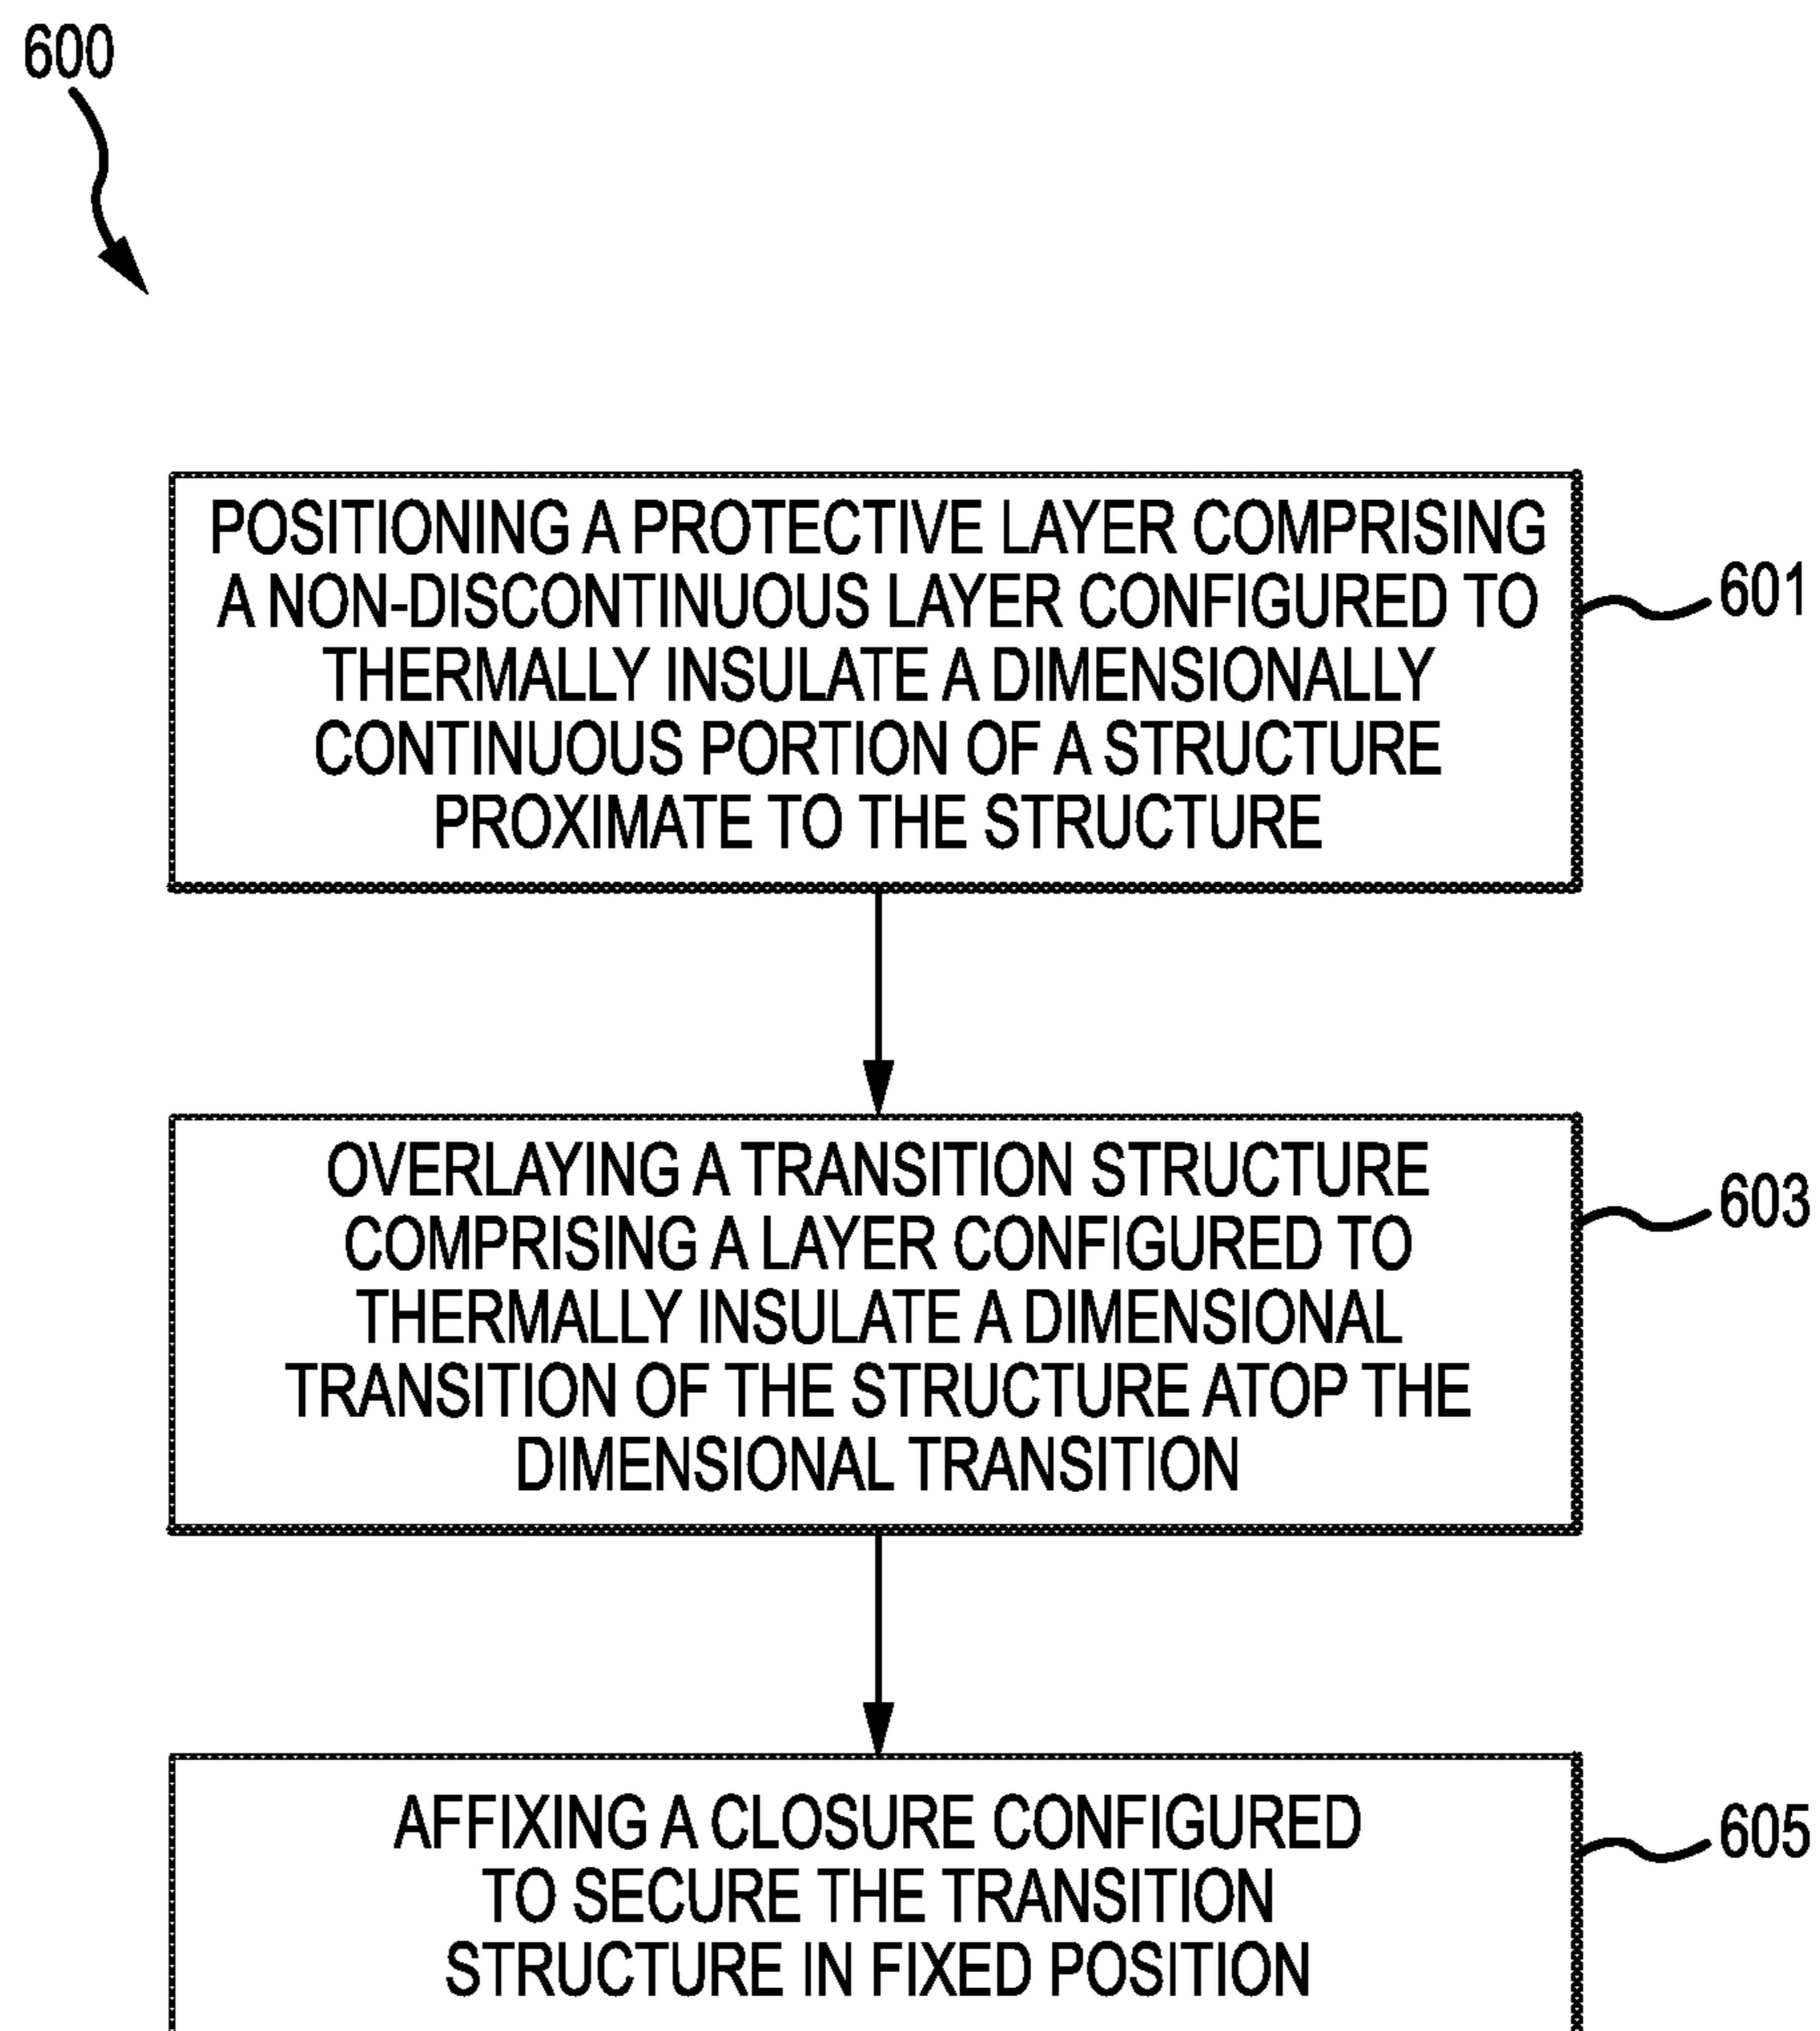 600
POSITIONING A PROTECTIVE LAYER COMPRISING
A NON-DISCONTINUOUS LAYER CONFIGURED TO
THERMALLY INSULATE A DIMENSIONALLY
CONTINUOUS PORTION OF A STRUCTURE
PROXIMATE TO THE STRUCTURE
601
OVERLAYING A TRANSITION STRUCTURE
COMPRISING A LAYER CONFIGURED TO
THERMALLY INSULATE A DIMENSIONAL
TRANSITION OF THE STRUCTURE ATOP THE
DIMENSIONAL TRANSITION
603
AFFIXING A CLOSURE CONFIGURED
TO SECURE THE TRANSITION
STRUCTURE IN FIXED POSITION
605